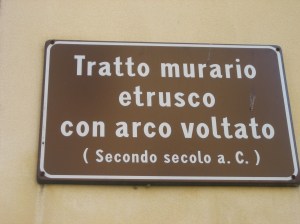 Tratto murario
etrusco
con arco voltato
( Secondo secolo a. C. )